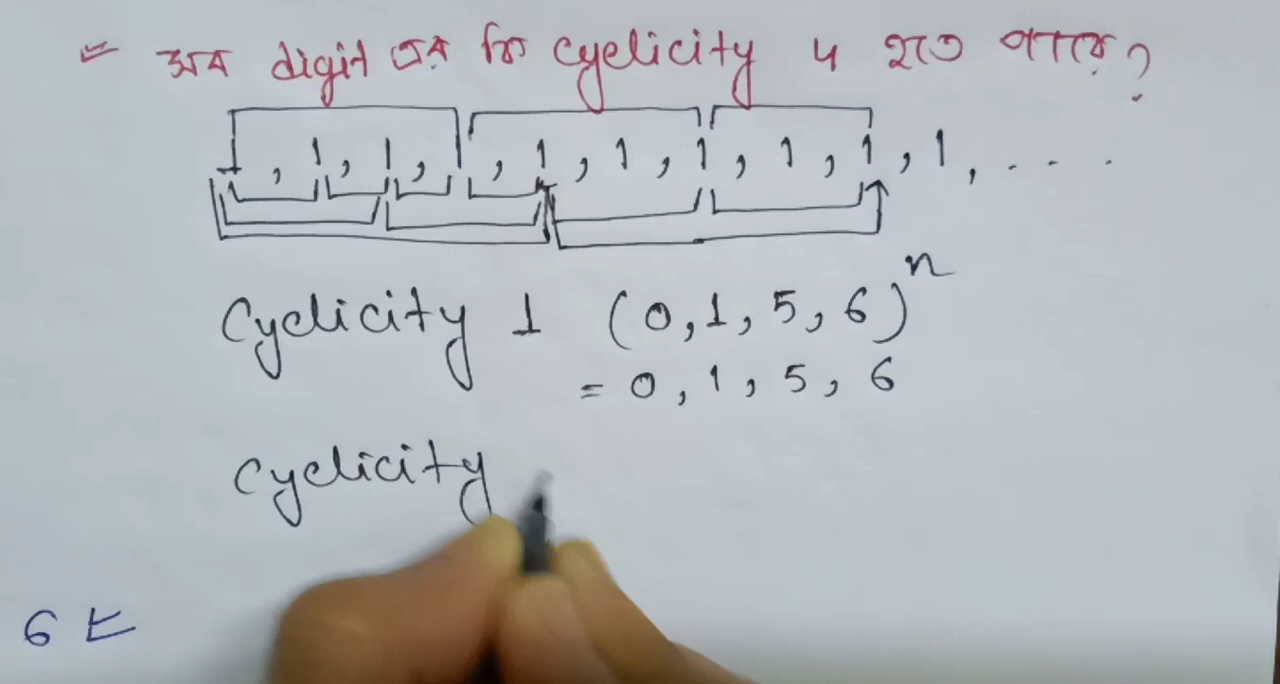 সব digit এর কি cyclicity 4 হতে পারে?
1, 1, 1, 1, 1, 1, 1, 1, 1, 1, . . .
Cyclicity 1 (0, 1, 5, 6)ⁿ
= 0, 1, 5, 6
Cyclicity
6 ট